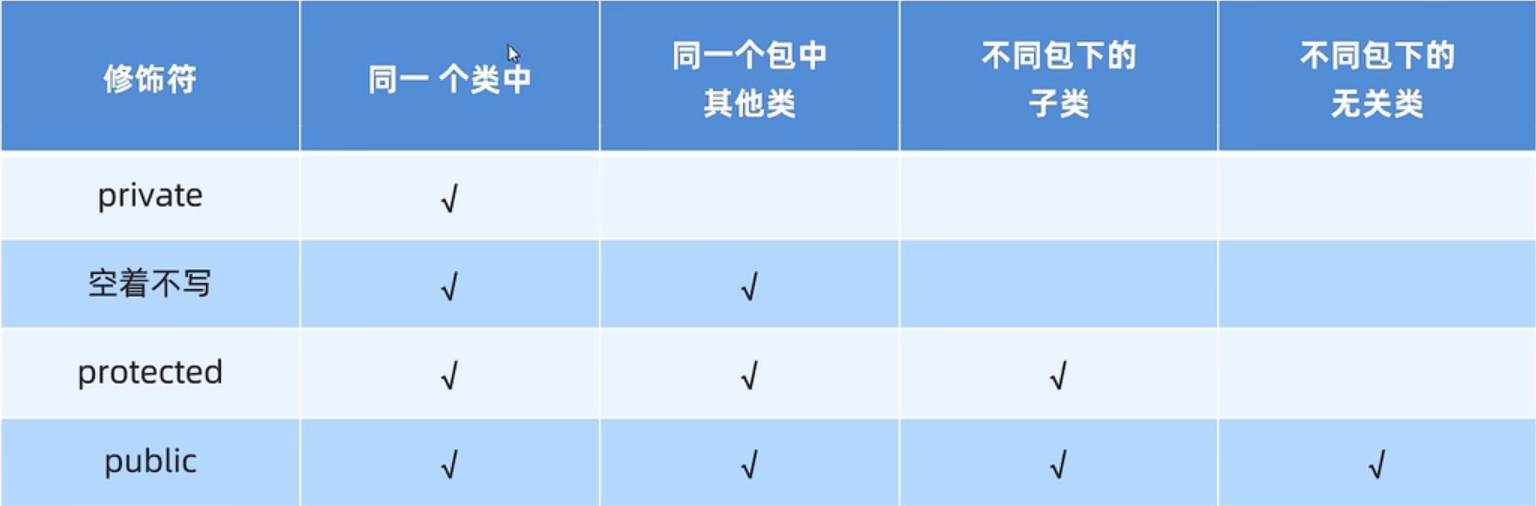 修饰符
同一 个类中
同一个包中
其他类
不同包下的
子类
不同包下的
无关类
private √
空着不写 √ √
protected √ √ √
public √ √ √ √